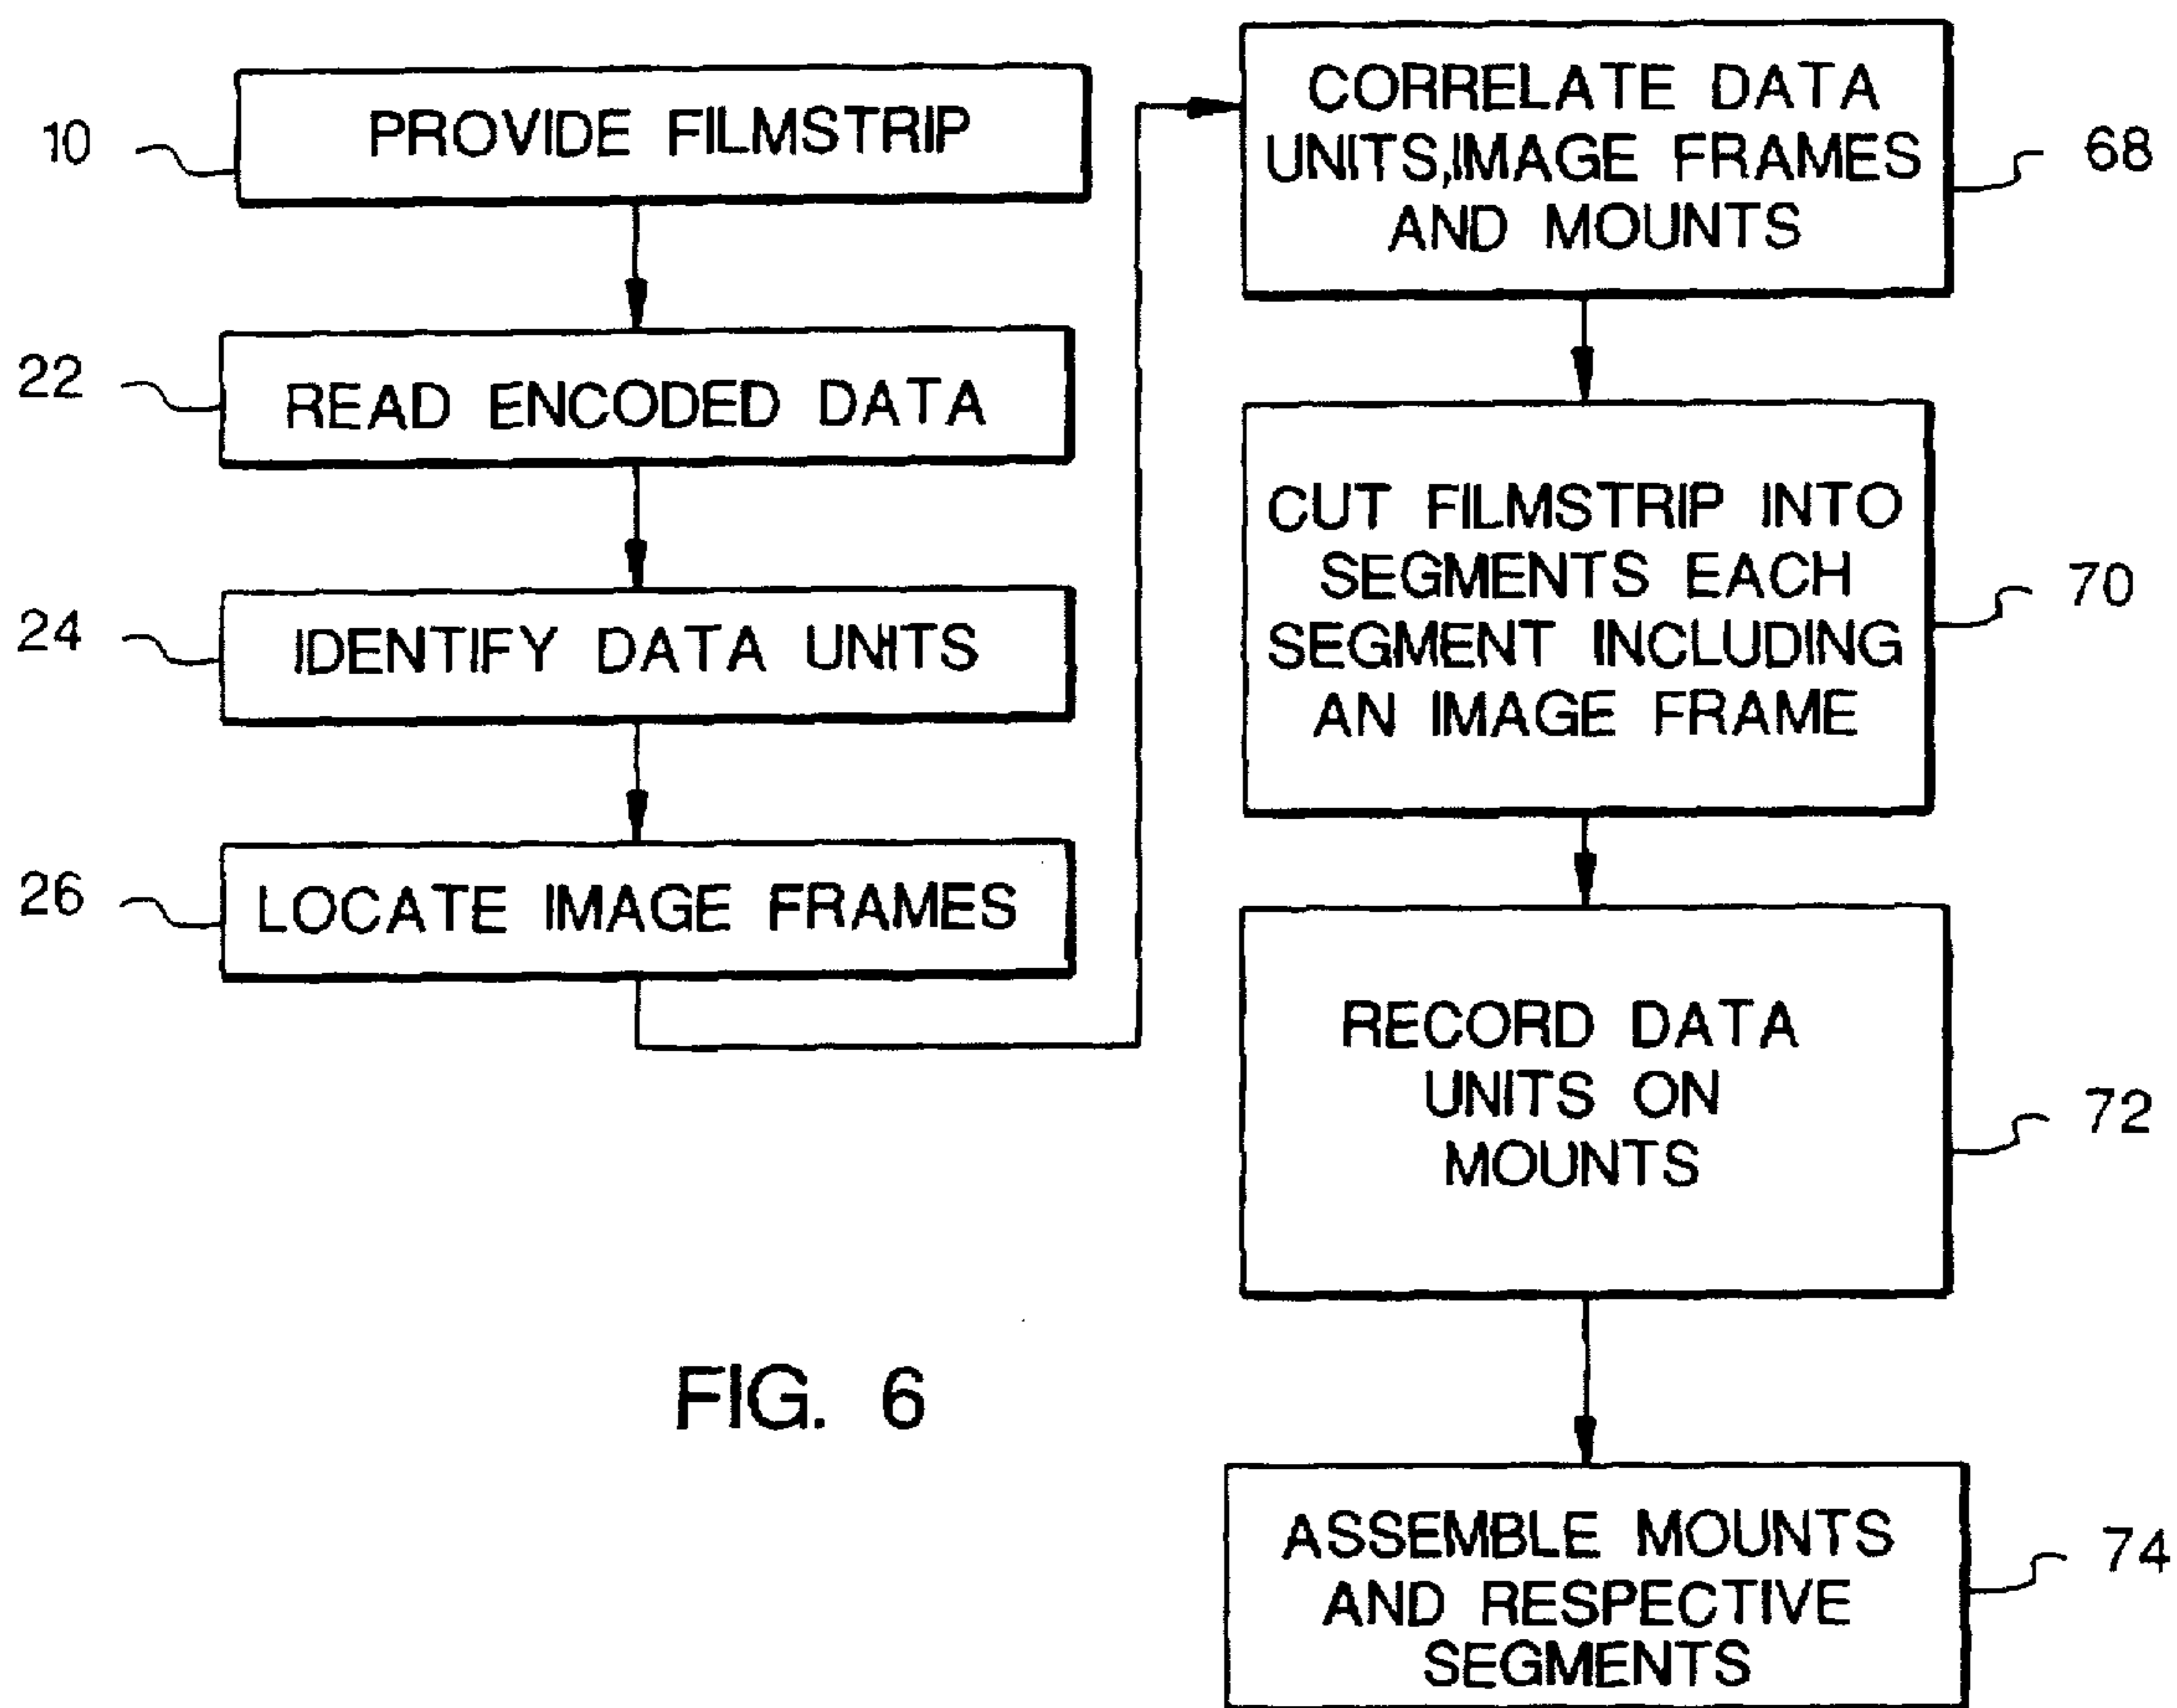 10
PROVIDE FILMSTRIP
22
READ ENCODED DATA
24
IDENTIFY DATA UNITS
26
LOCATE IMAGE FRAMES
CORRELATE DATA
UNITS,IMAGE FRAMES
AND MOUNTS
68
CUT FILMSTRIP INTO
SEGMENTS EACH
SEGMENT INCLUDING
AN IMAGE FRAME
70
RECORD DATA
UNITS ON
MOUNTS
72
ASSEMBLE MOUNTS
AND RESPECTIVE
SEGMENTS
74
FIG. 6